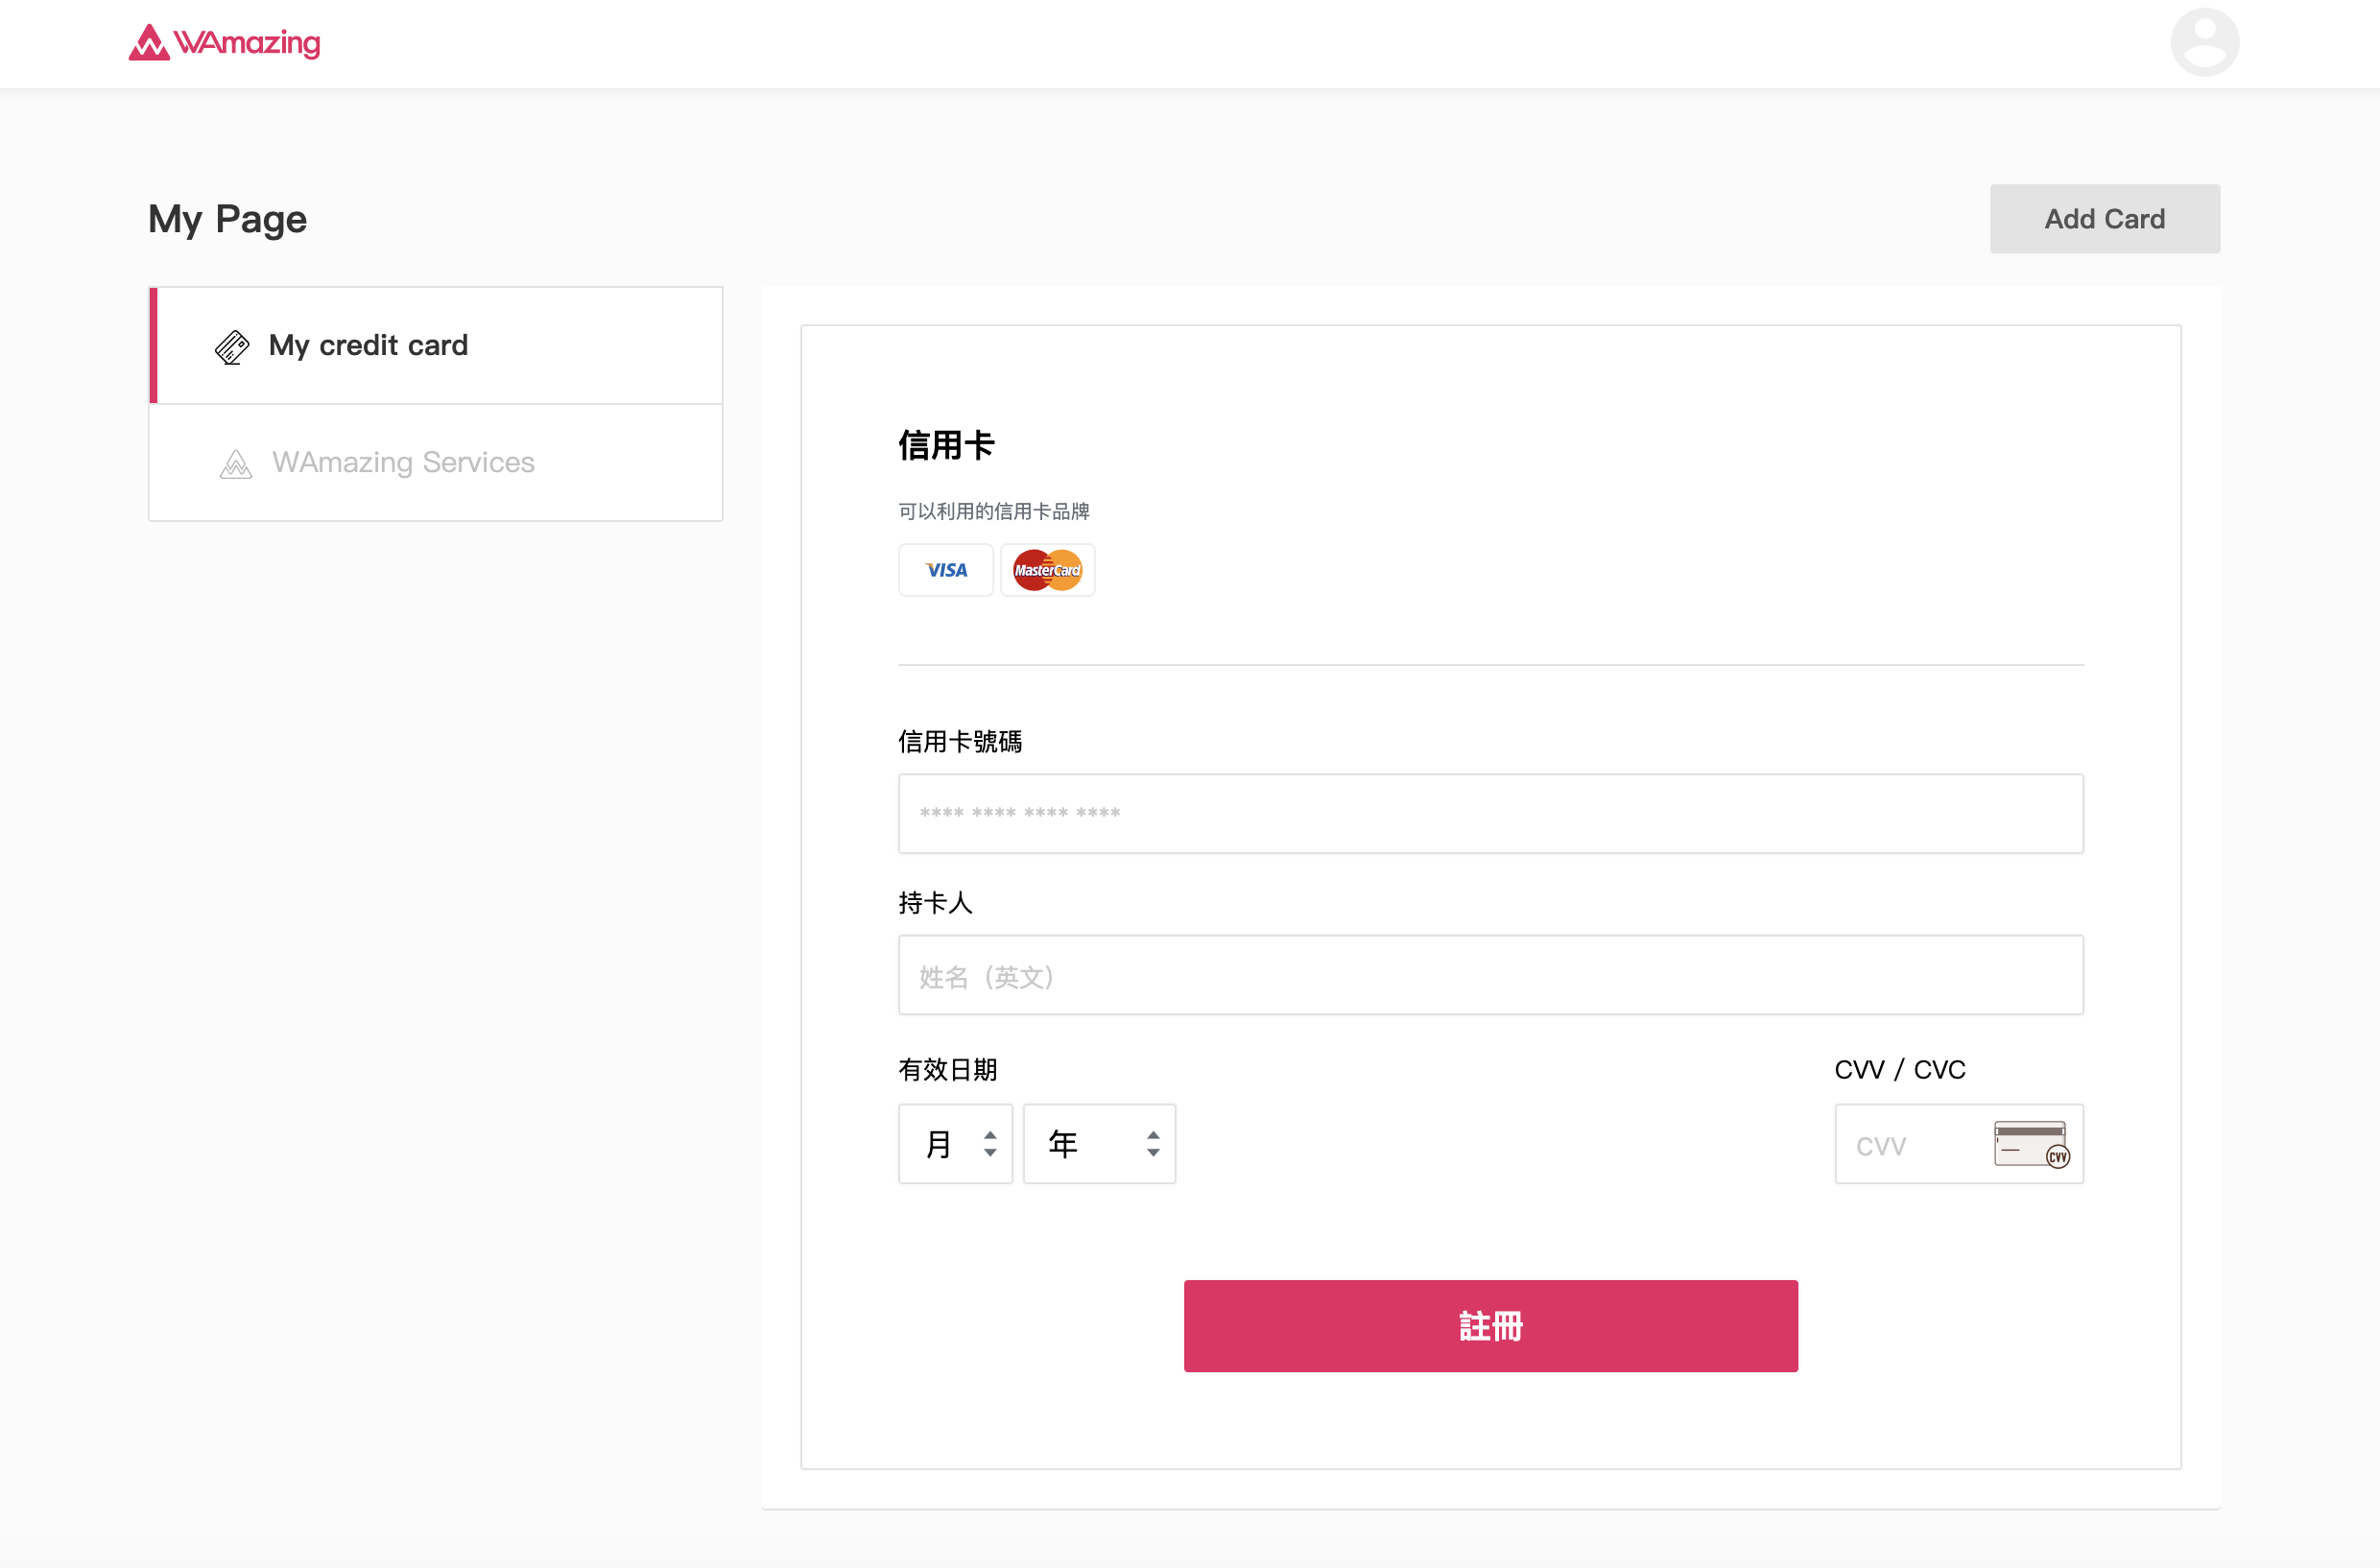 WAmazing
My Page
Add Card
My credit card
WAmazing Services
信用卡
可以利用的信用卡品牌
VISA MasterCard
信用卡號碼
**** **** **** ****
持卡人
姓名（英文）
有效日期
CVV / CVC
月 年
CVV CVV
註冊